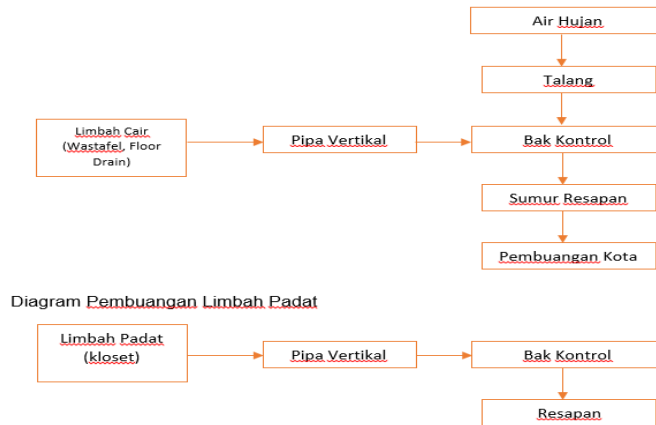 Air Hujan
Talang
Limbah Cair
(Wastafel, Floor
Drain)
Pipa Vertikal
Bak Kontrol
Sumur Resapan
Pembuangan Kota
Diagram Pembuangan Limbah Padat
Limbah Padat
(kloset)
Pipa Vertikal
Bak Kontrol
Resapan